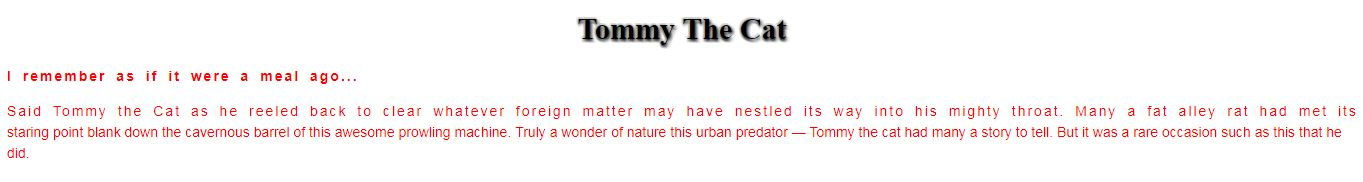 Tommy The Cat
I remember as if it were a meal ago...
Said Tommy the Cat as he reeled back to clear whatever foreign matter may have nestled its way into his mighty throat. Many a fat alley rat had met its
staring point blank down the cavernous barrel of this awesome prowling machine. Truly a wonder of nature this urban predator — Tommy the cat had many a story to tell. But it was a rare occasion such as this that he
did.